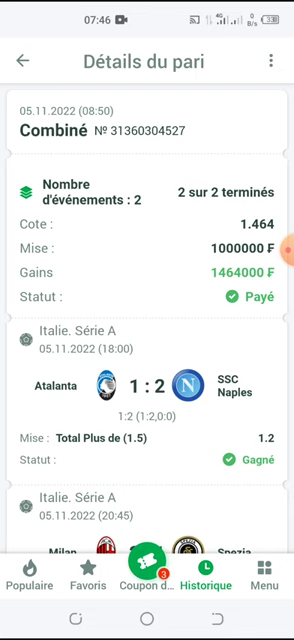 07:46
4G
0
B/s
33
Détails du pari
05.11.2022 (08:50)
Combiné № 31360304527
Nombre d'événements : 2
2 sur 2 terminés
Cote :
1.464
Mise :
1000000 ₣
Gains
1464000 ₣
Statut :
Payé
Italie. Série A
05.11.2022 (18:00)
Atalanta
1 : 2
SSC Naples
1:2 (1:2,0:0)
Mise : Total Plus de (1.5)
1.2
Statut :
Gagné
Italie. Série A
05.11.2022 (20:45)
Milan
Spezia
3
Populaire
Favoris
Coupon d...
Historique
Menu